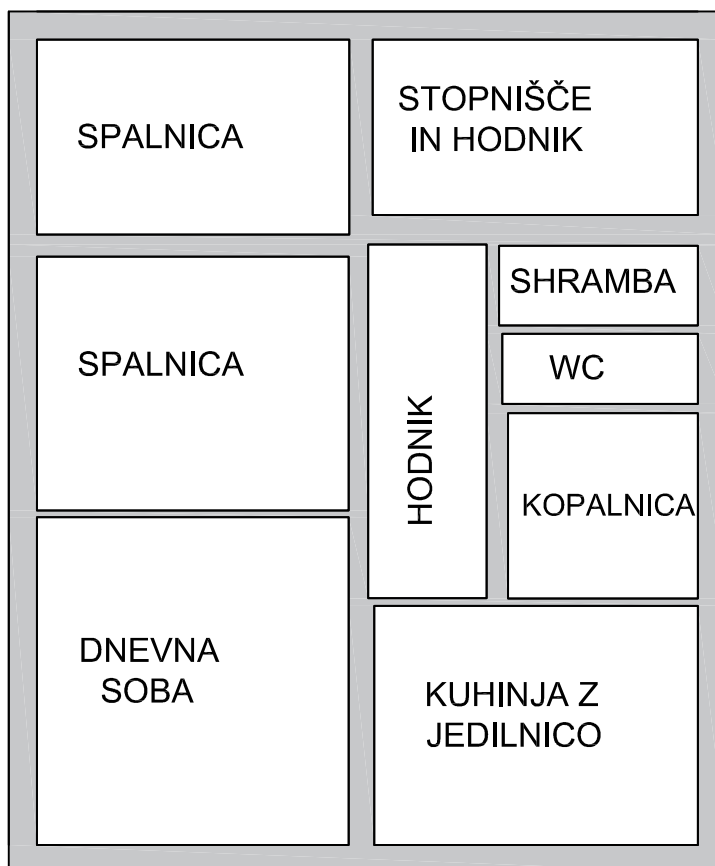 SPALNICA
STOPNIŠČE
IN HODNIK
SPALNICA
HODNIK
SHRAMBA
WC
KOPALNICA
DNEVNA
SOBA
KUHINJA Z
JEDILNICO